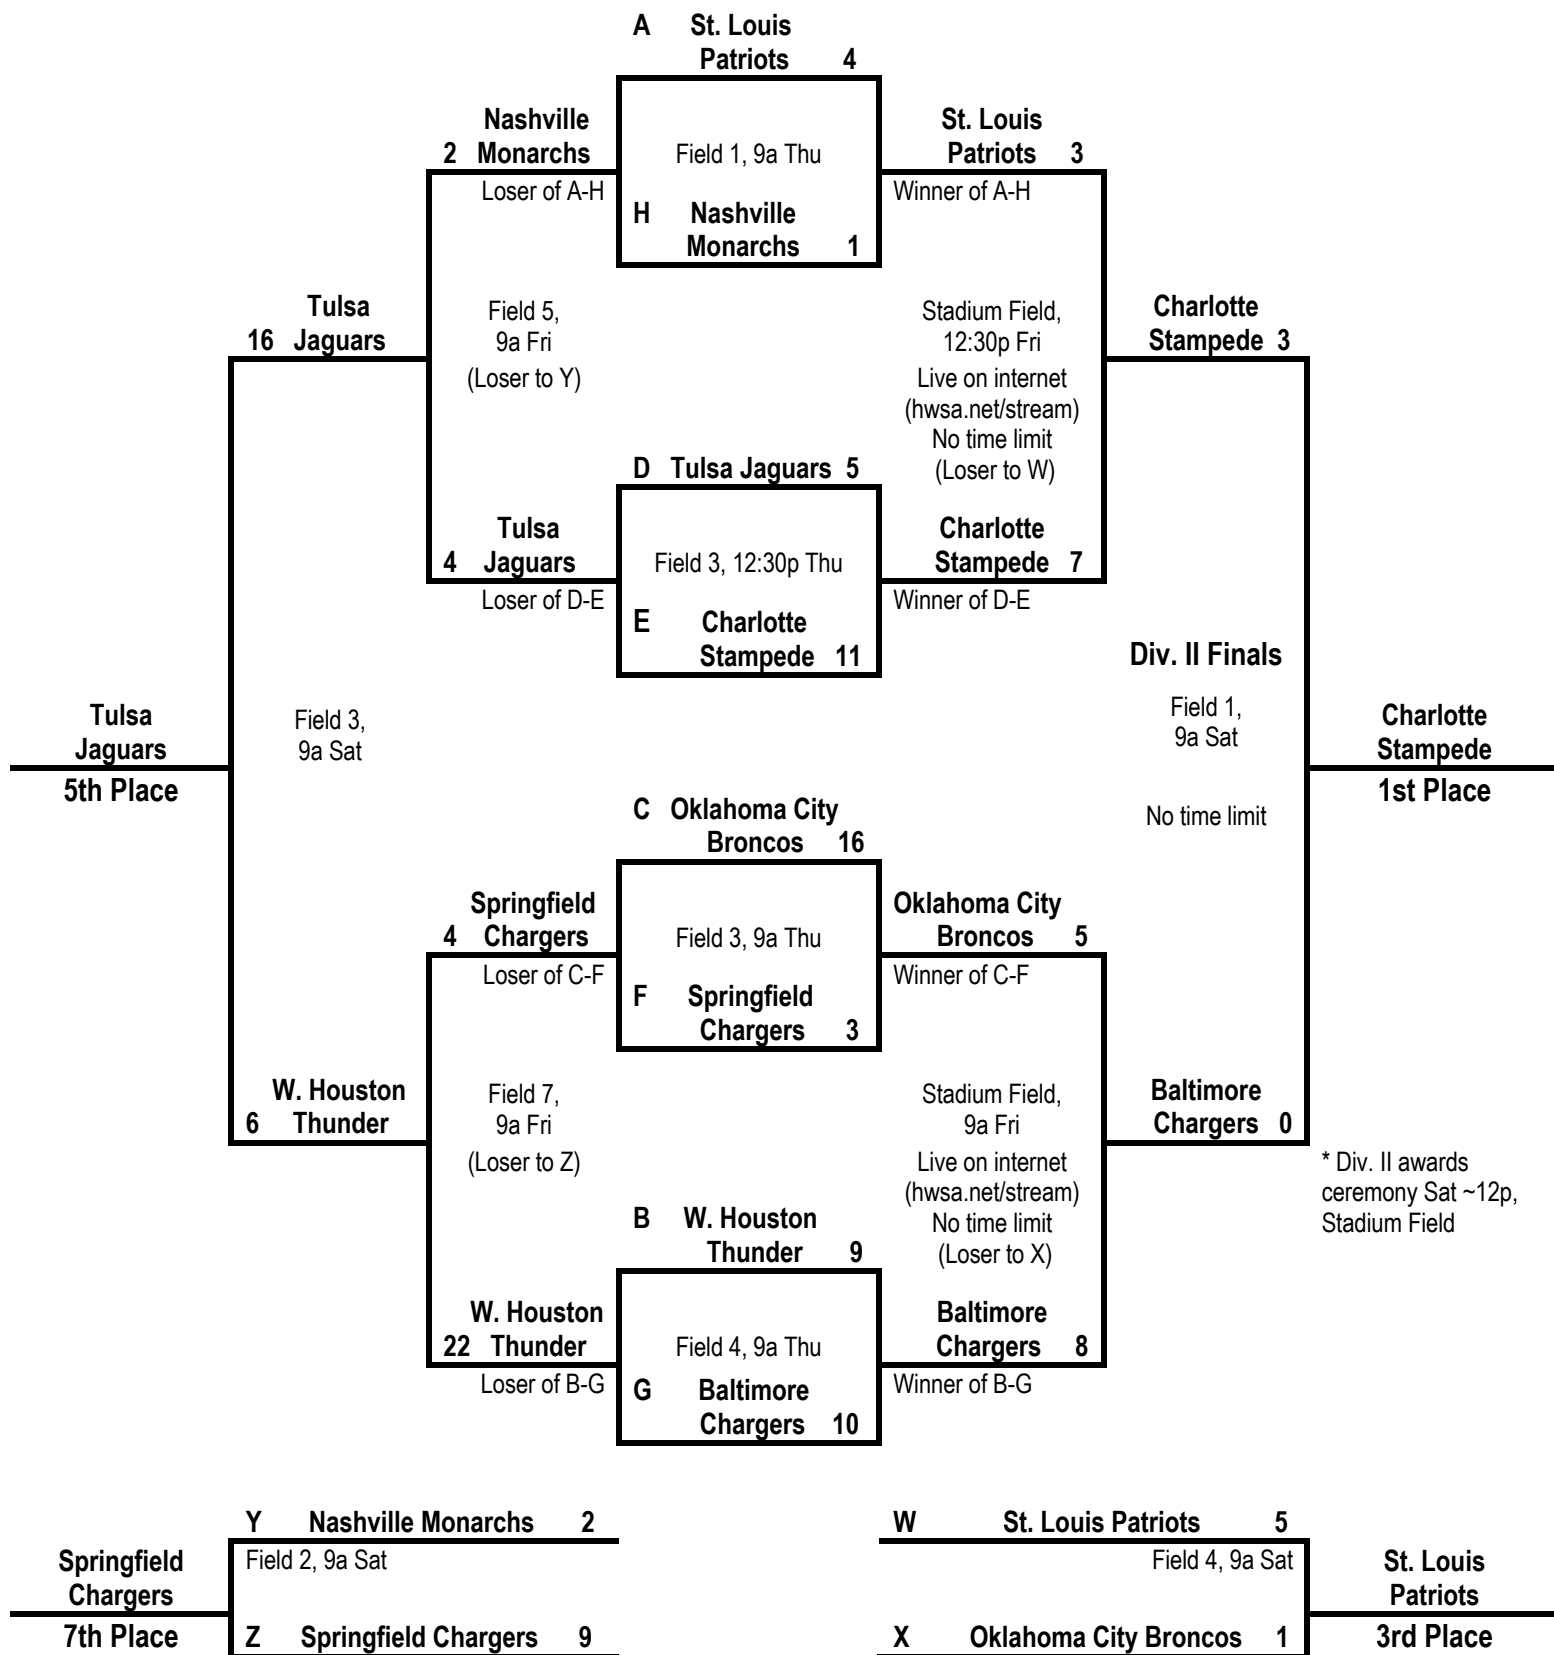 A St. Louis
Patriots 4
Nashville
2 Monarchs
Loser of A-H
Field 1, 9a Thu
H Nashville
Monarchs 1
St. Louis
Patriots 3
Winner of A-H
Tulsa
16 Jaguars
Field 5,
9a Fri
(Loser to Y)
Stadium Field,
12:30p Fri
Live on internet
(hwsa.net/stream)
No time limit
(Loser to W)
Charlotte
Stampede 3
D Tulsa Jaguars 5
Tulsa
4 Jaguars
Loser of D-E
Field 3, 12:30p Thu
E Charlotte
Stampede 11
Charlotte
Stampede 7
Winner of D-E
Tulsa
Jaguars
5th Place
Field 3,
9a Sat
Div. II Finals
Field 1,
9a Sat
No time limit
Charlotte
Stampede
1st Place
C Oklahoma City
Broncos 16
Springfield
4 Chargers
Loser of C-F
Field 3, 9a Thu
F Springfield
Chargers 3
Oklahoma City
Broncos 5
Winner of C-F
W. Houston
6 Thunder
Field 7,
9a Fri
(Loser to Z)
Stadium Field,
9a Fri
Live on internet
(hwsa.net/stream)
No time limit
(Loser to X)
Baltimore
Chargers 0
* Div. II awards
ceremony Sat ~12p,
Stadium Field
B W. Houston
Thunder 9
W. Houston
22 Thunder
Loser of B-G
Field 4, 9a Thu
G Baltimore
Chargers 10
Baltimore
Chargers 8
Winner of B-G
Y Nashville Monarchs 2
Field 2, 9a Sat
Springfield
Chargers
7th Place
Z Springfield Chargers 9
W St. Louis Patriots 5
Field 4, 9a Sat
X Oklahoma City Broncos 1
St. Louis
Patriots
3rd Place